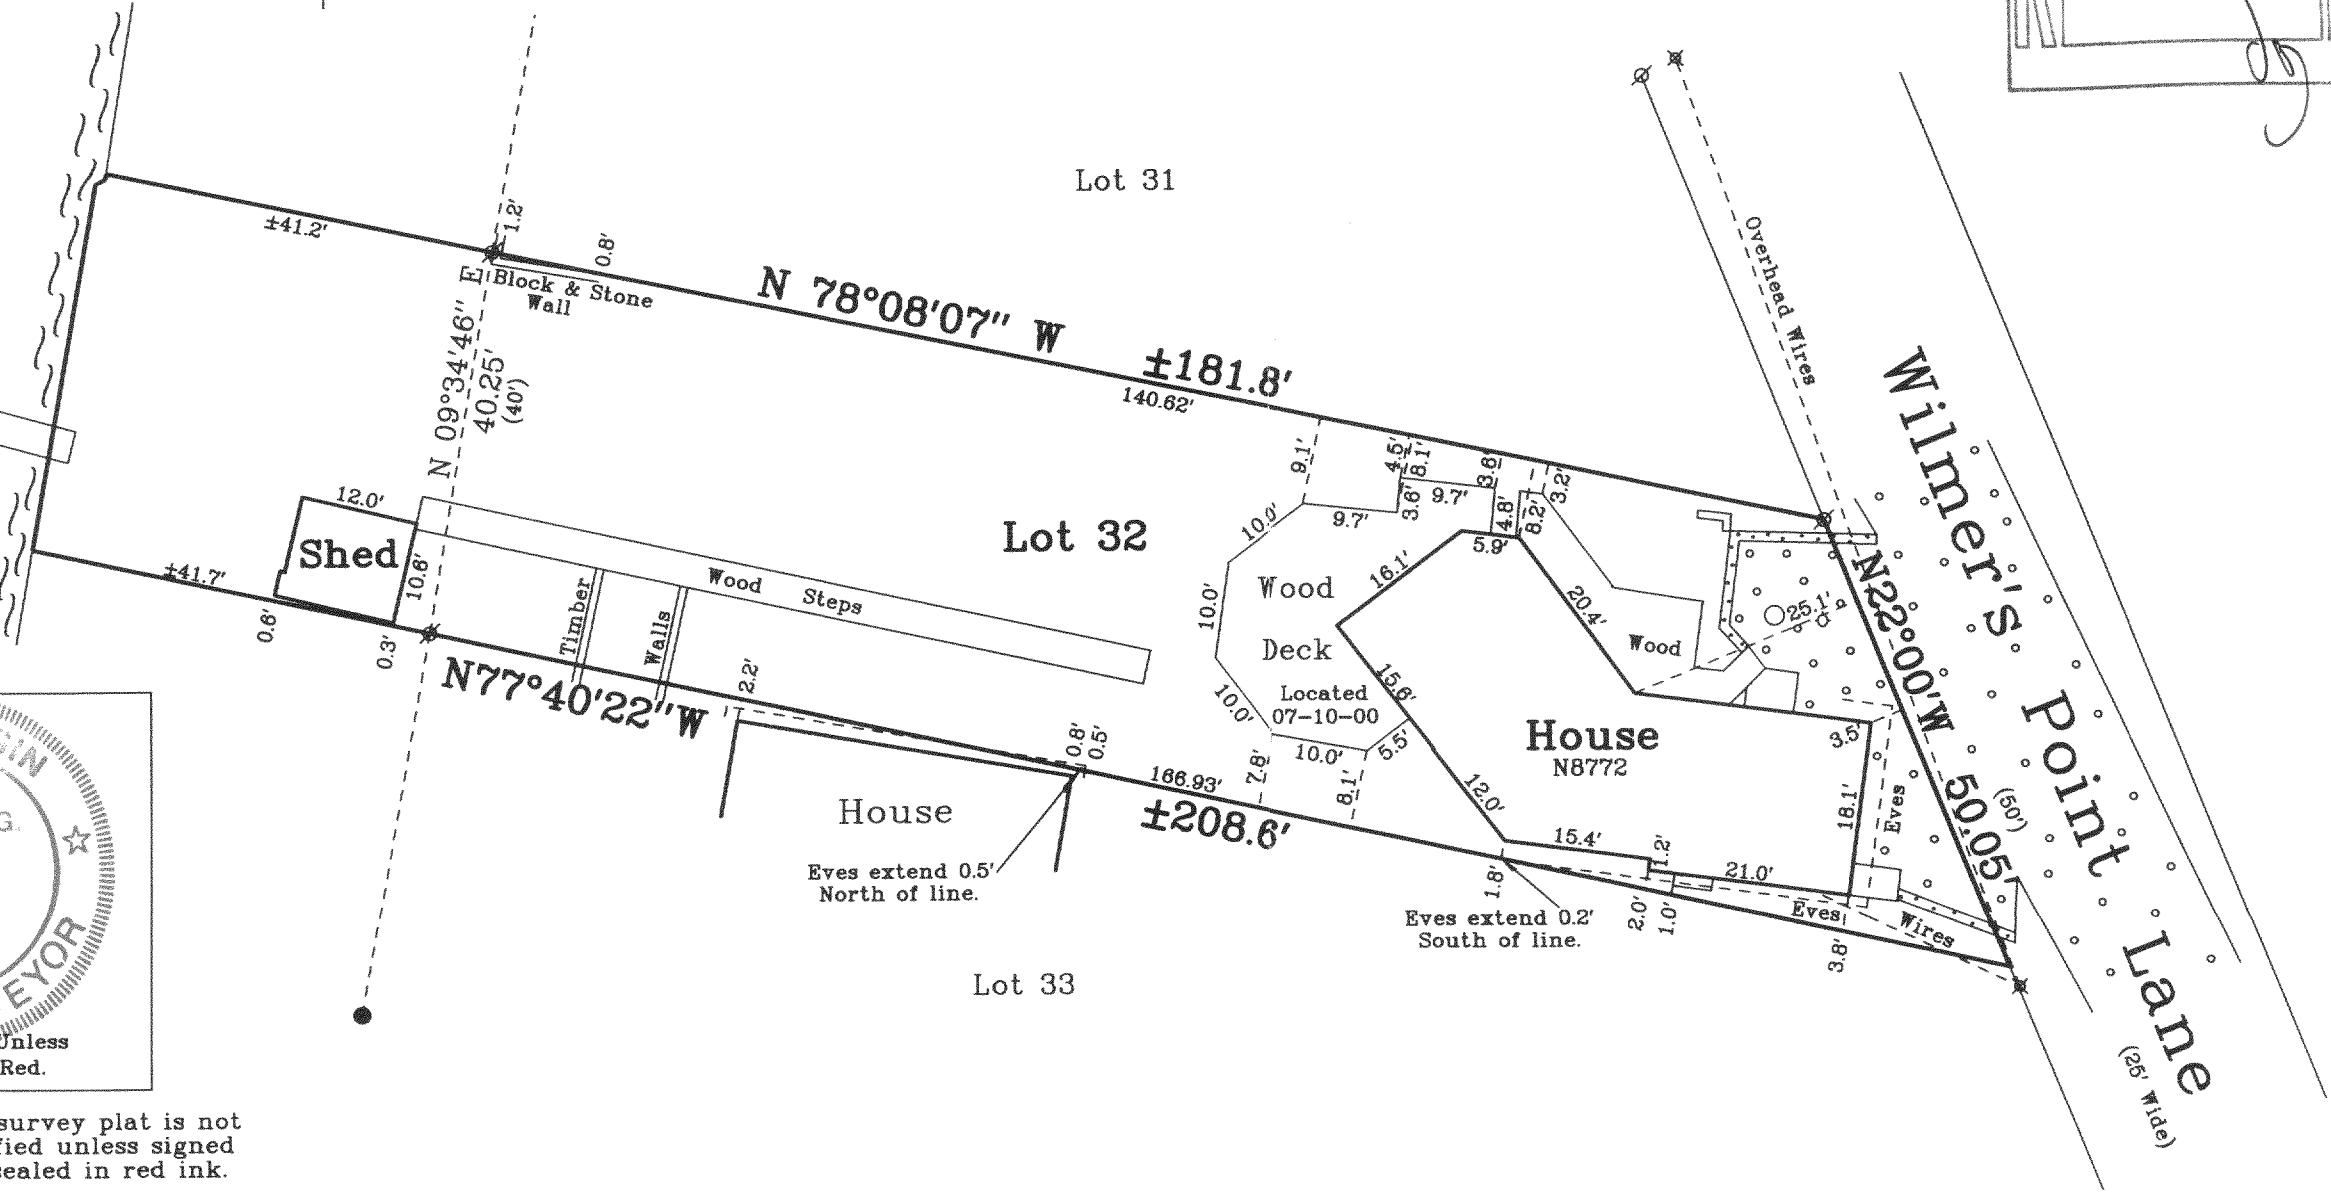 Lot 31
±41.2'
1.2'
0.8'
Block & Stone
Wall
N 78°08'07" W
±181.8'
140.62'
N 09°34'46" E
40.25'
(40')
Overhead Wires
Wilmer's Point Lane
(25' Wide)
N22°00'W 50.05'
(50')
Lot 32
12.0'
Shed
10.8'
±41.7'
0.6'
0.3'
Wood Steps
Timber
Walls
N77°40'22"W
2.2'
0.8'
0.5'
166.93'
±208.6'
9.1'
4.5'
8.1'
3.8'
3.2'
9.7'
3.6'
9.7'
4.8'
8.2'
10.0'
5.9'
10.0'
Wood
Deck
Located
07-10-00
10.0'
10.0'
5.5'
7.8'
8.1'
16.1'
15.6'
20.4'
12.0'
Wood
25.1'
House
N8772
3.5'
18.1'
Eves
15.4'
1.2'
21.0'
1.8'
2.0'
1.0'
Eves
Wires
3.8'
House
Eves extend 0.5'
North of line.
Eves extend 0.2'
South of line.
Lot 33
SIN
G.
EYOR
Unless
Red.
survey plat is not
fied unless signed
sealed in red ink.